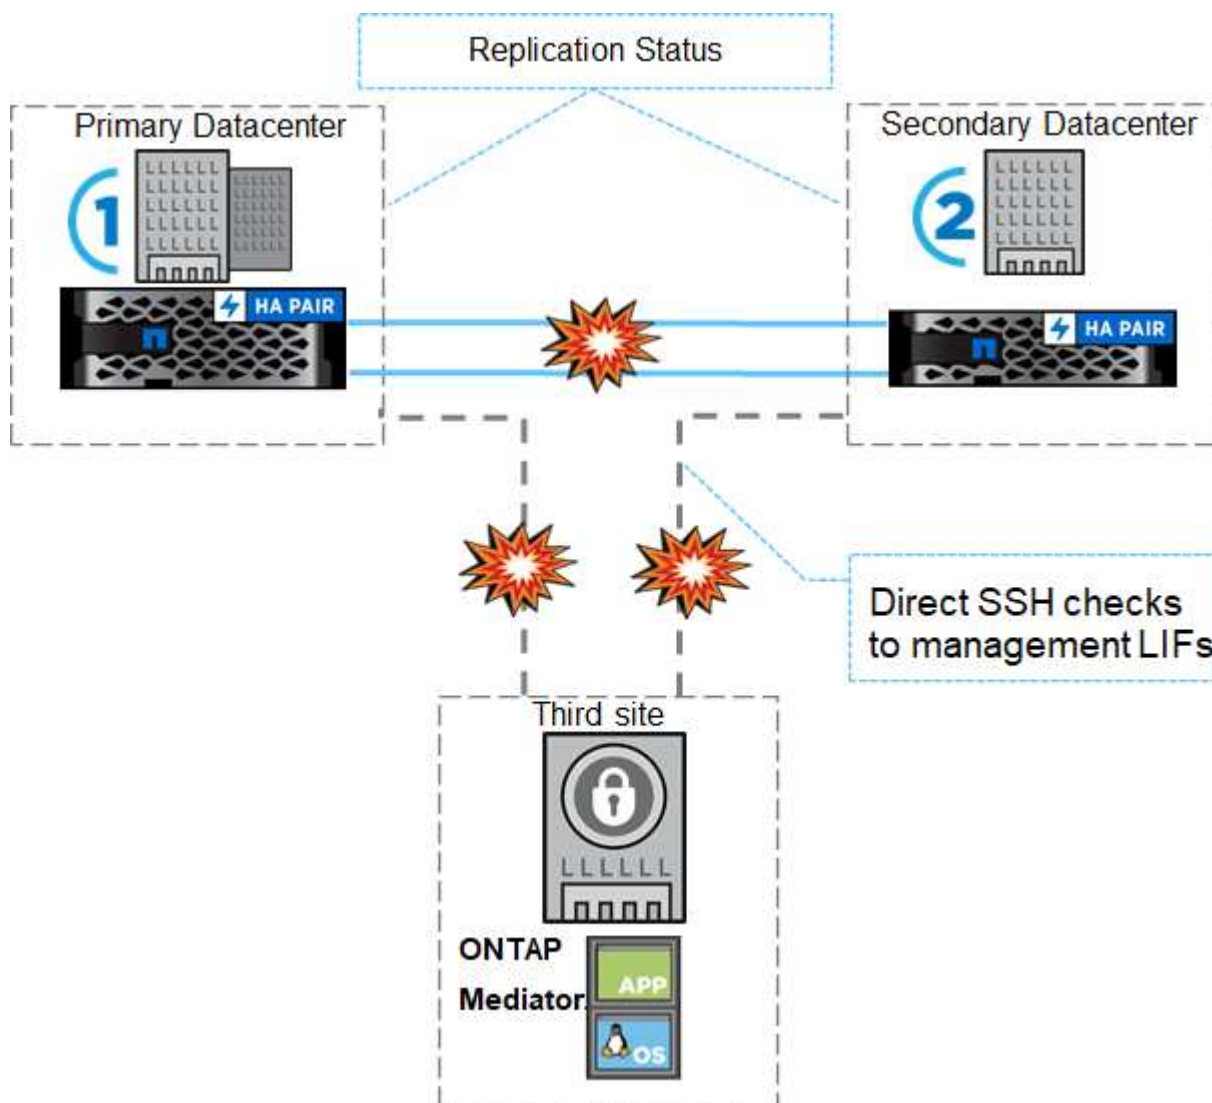 Replication Status
Primary Datacenter
Secondary Datacenter
1
2
HA PAIR
HA PAIR
Direct SSH checks
to management LIFs
Third site
ONTAP
Mediator
APP
OS